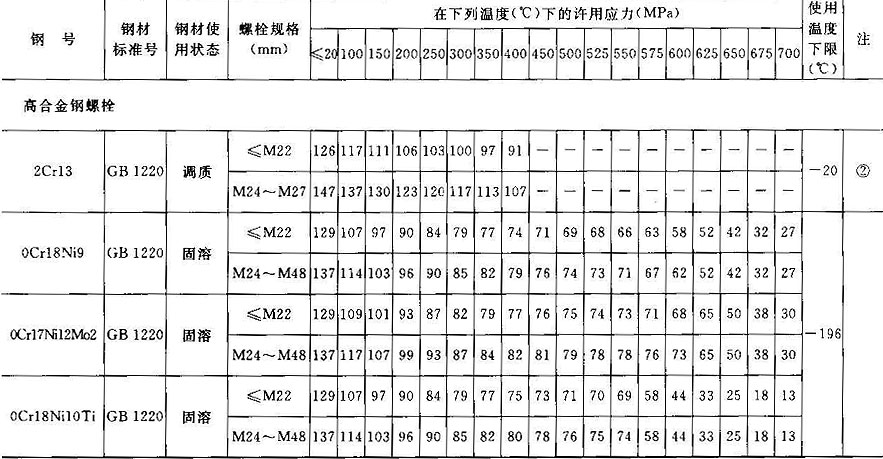 钢 号 钢材标准号 钢材使用状态 螺栓规格(mm) 在下列温度(℃)下的许用应力(MPa) 使用温度下限(℃) 注
≤20 100 150 200 250 300 350 400 450 500 525 550 575 600 625 650 675 700
高合金钢螺栓
2Cr13 GB 1220 调质 ≤M22 126 117 111 106 103 100 97 91 — — — — — — — — — — —20 ②
M24～M27 147 137 130 123 120 117 113 107 — — — — — — — — — —
0Cr18Ni9 GB 1220 固溶 ≤M22 129 107 97 90 84 79 77 74 71 69 68 66 63 58 52 42 32 27
M24～M48 137 114 103 96 90 85 82 79 76 74 73 71 67 62 52 42 32 27
0Cr17Ni12Mo2 GB 1220 固溶 ≤M22 129 109 101 93 87 82 79 77 76 75 74 73 71 68 65 50 38 30 —196
M24～M48 137 117 107 99 93 87 84 82 81 79 78 78 76 73 65 50 38 30
0Cr18Ni10Ti GB 1220 固溶 ≤M22 129 107 97 90 84 79 77 75 73 71 70 69 58 44 33 25 18 13
M24～M48 137 114 103 96 90 85 82 80 78 76 75 74 58 44 33 25 18 13